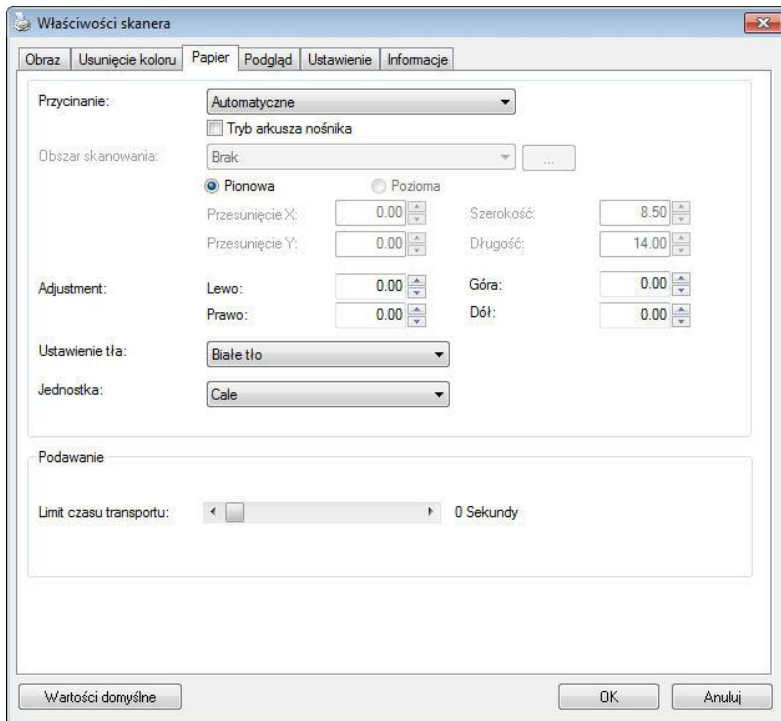 Właściwości skanera
Obraz Usunięcie koloru Papier Podgląd Ustawienie Informacje
Przycinanie: Automatyczne
Tryb arkusza nośnika
Obszar skanowania: Brak ...
Pionowa Pozioma
Przesunięcie X: 0.00 Szerokość: 8.50
Przesunięcie Y: 0.00 Długość: 14.00
Adjustment: Lewo: 0.00 Góra: 0.00
Prawo: 0.00 Dół: 0.00
Ustawienie tła: Białe tło
Jednostka: Cale
Podawanie
Limit czasu transportu: 0 Sekundy
Wartości domyślne OK Anuluj